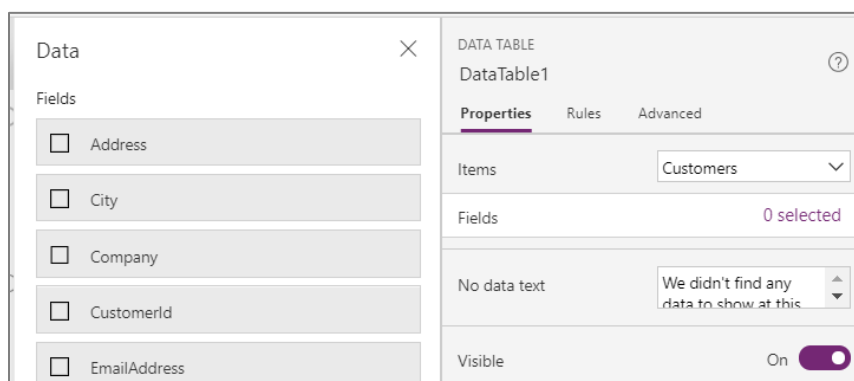 Data
Fields
Address
City
Company
CustomerId
EmailAddress
DATA TABLE
DataTable1
?
Properties Rules Advanced
Items Customers
Fields 0 selected
No data text We didn't find any
data to show at this
Visible On